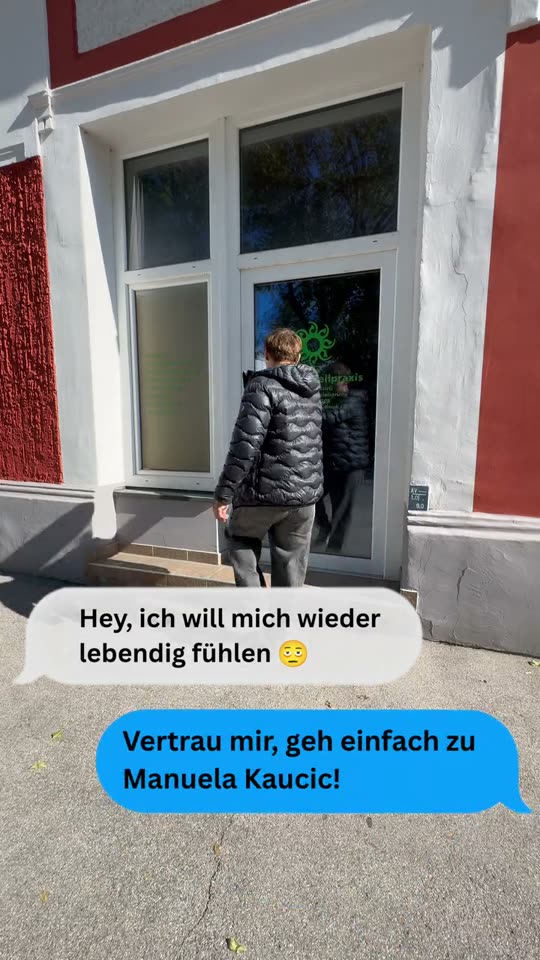 Hey, ich will mich wieder
lebendig fühlen 😟
Vertrau mir, geh einfach zu
Manuela Kaucic!